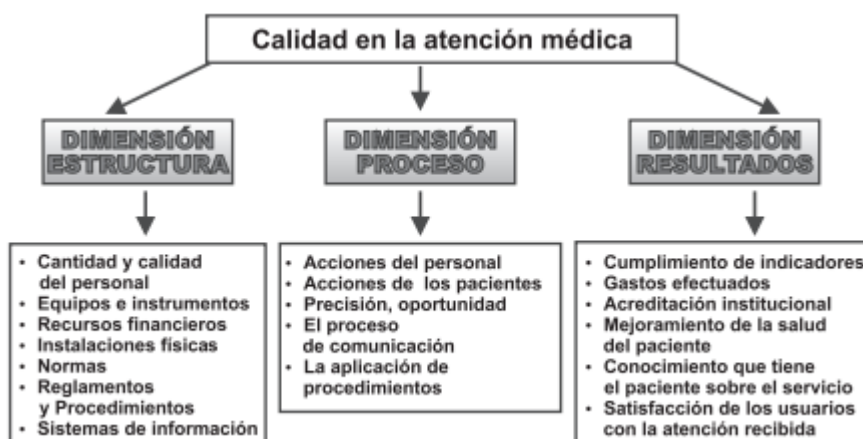 Calidad en la atención médica
DIMENSIÓN
ESTRUCTURA
DIMENSIÓN
PROCESO
DIMENSIÓN
RESULTADOS
• Cantidad y calidad
del personal
• Equipos e instrumentos
• Recursos financieros
• Instalaciones físicas
• Normas
• Reglamentos
y Procedimientos
• Sistemas de información
• Acciones del personal
• Acciones de los pacientes
• Precisión, oportunidad
• El proceso
de comunicación
• La aplicación de
procedimientos
• Cumplimiento de indicadores
• Gastos efectuados
• Acreditación institucional
• Mejoramiento de la salud
del paciente
• Conocimiento que tiene
el paciente sobre el servicio
• Satisfacción de los usuarios
con la atención recibida